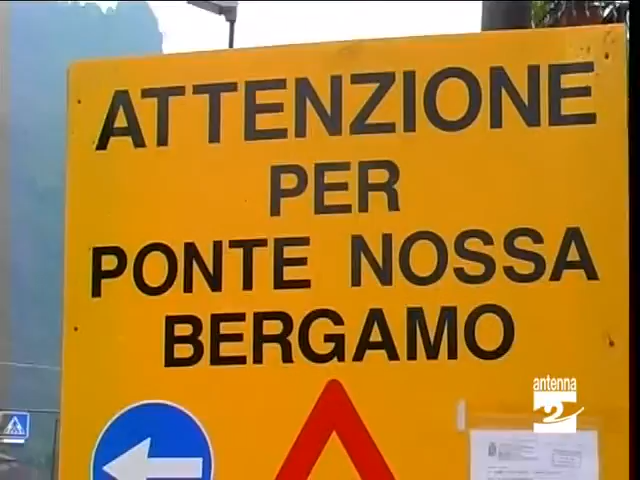 ATTENZIONE
PER
PONTE NOSSA
BERGAMO
antenna
2